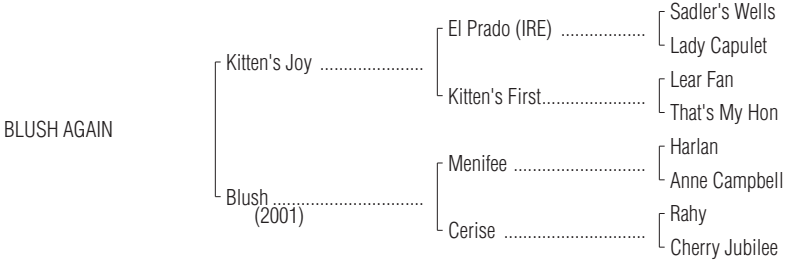 Sadler's Wells
El Prado (IRE) ..................
Lady Capulet
Kitten's Joy ......................
Lear Fan
Kitten's First......................
That's My Hon
BLUSH AGAIN
Harlan
Menifee ............................
Anne Campbell
Blush ................................
(2001)
Rahy
Cerise ..............................
Cherry Jubilee